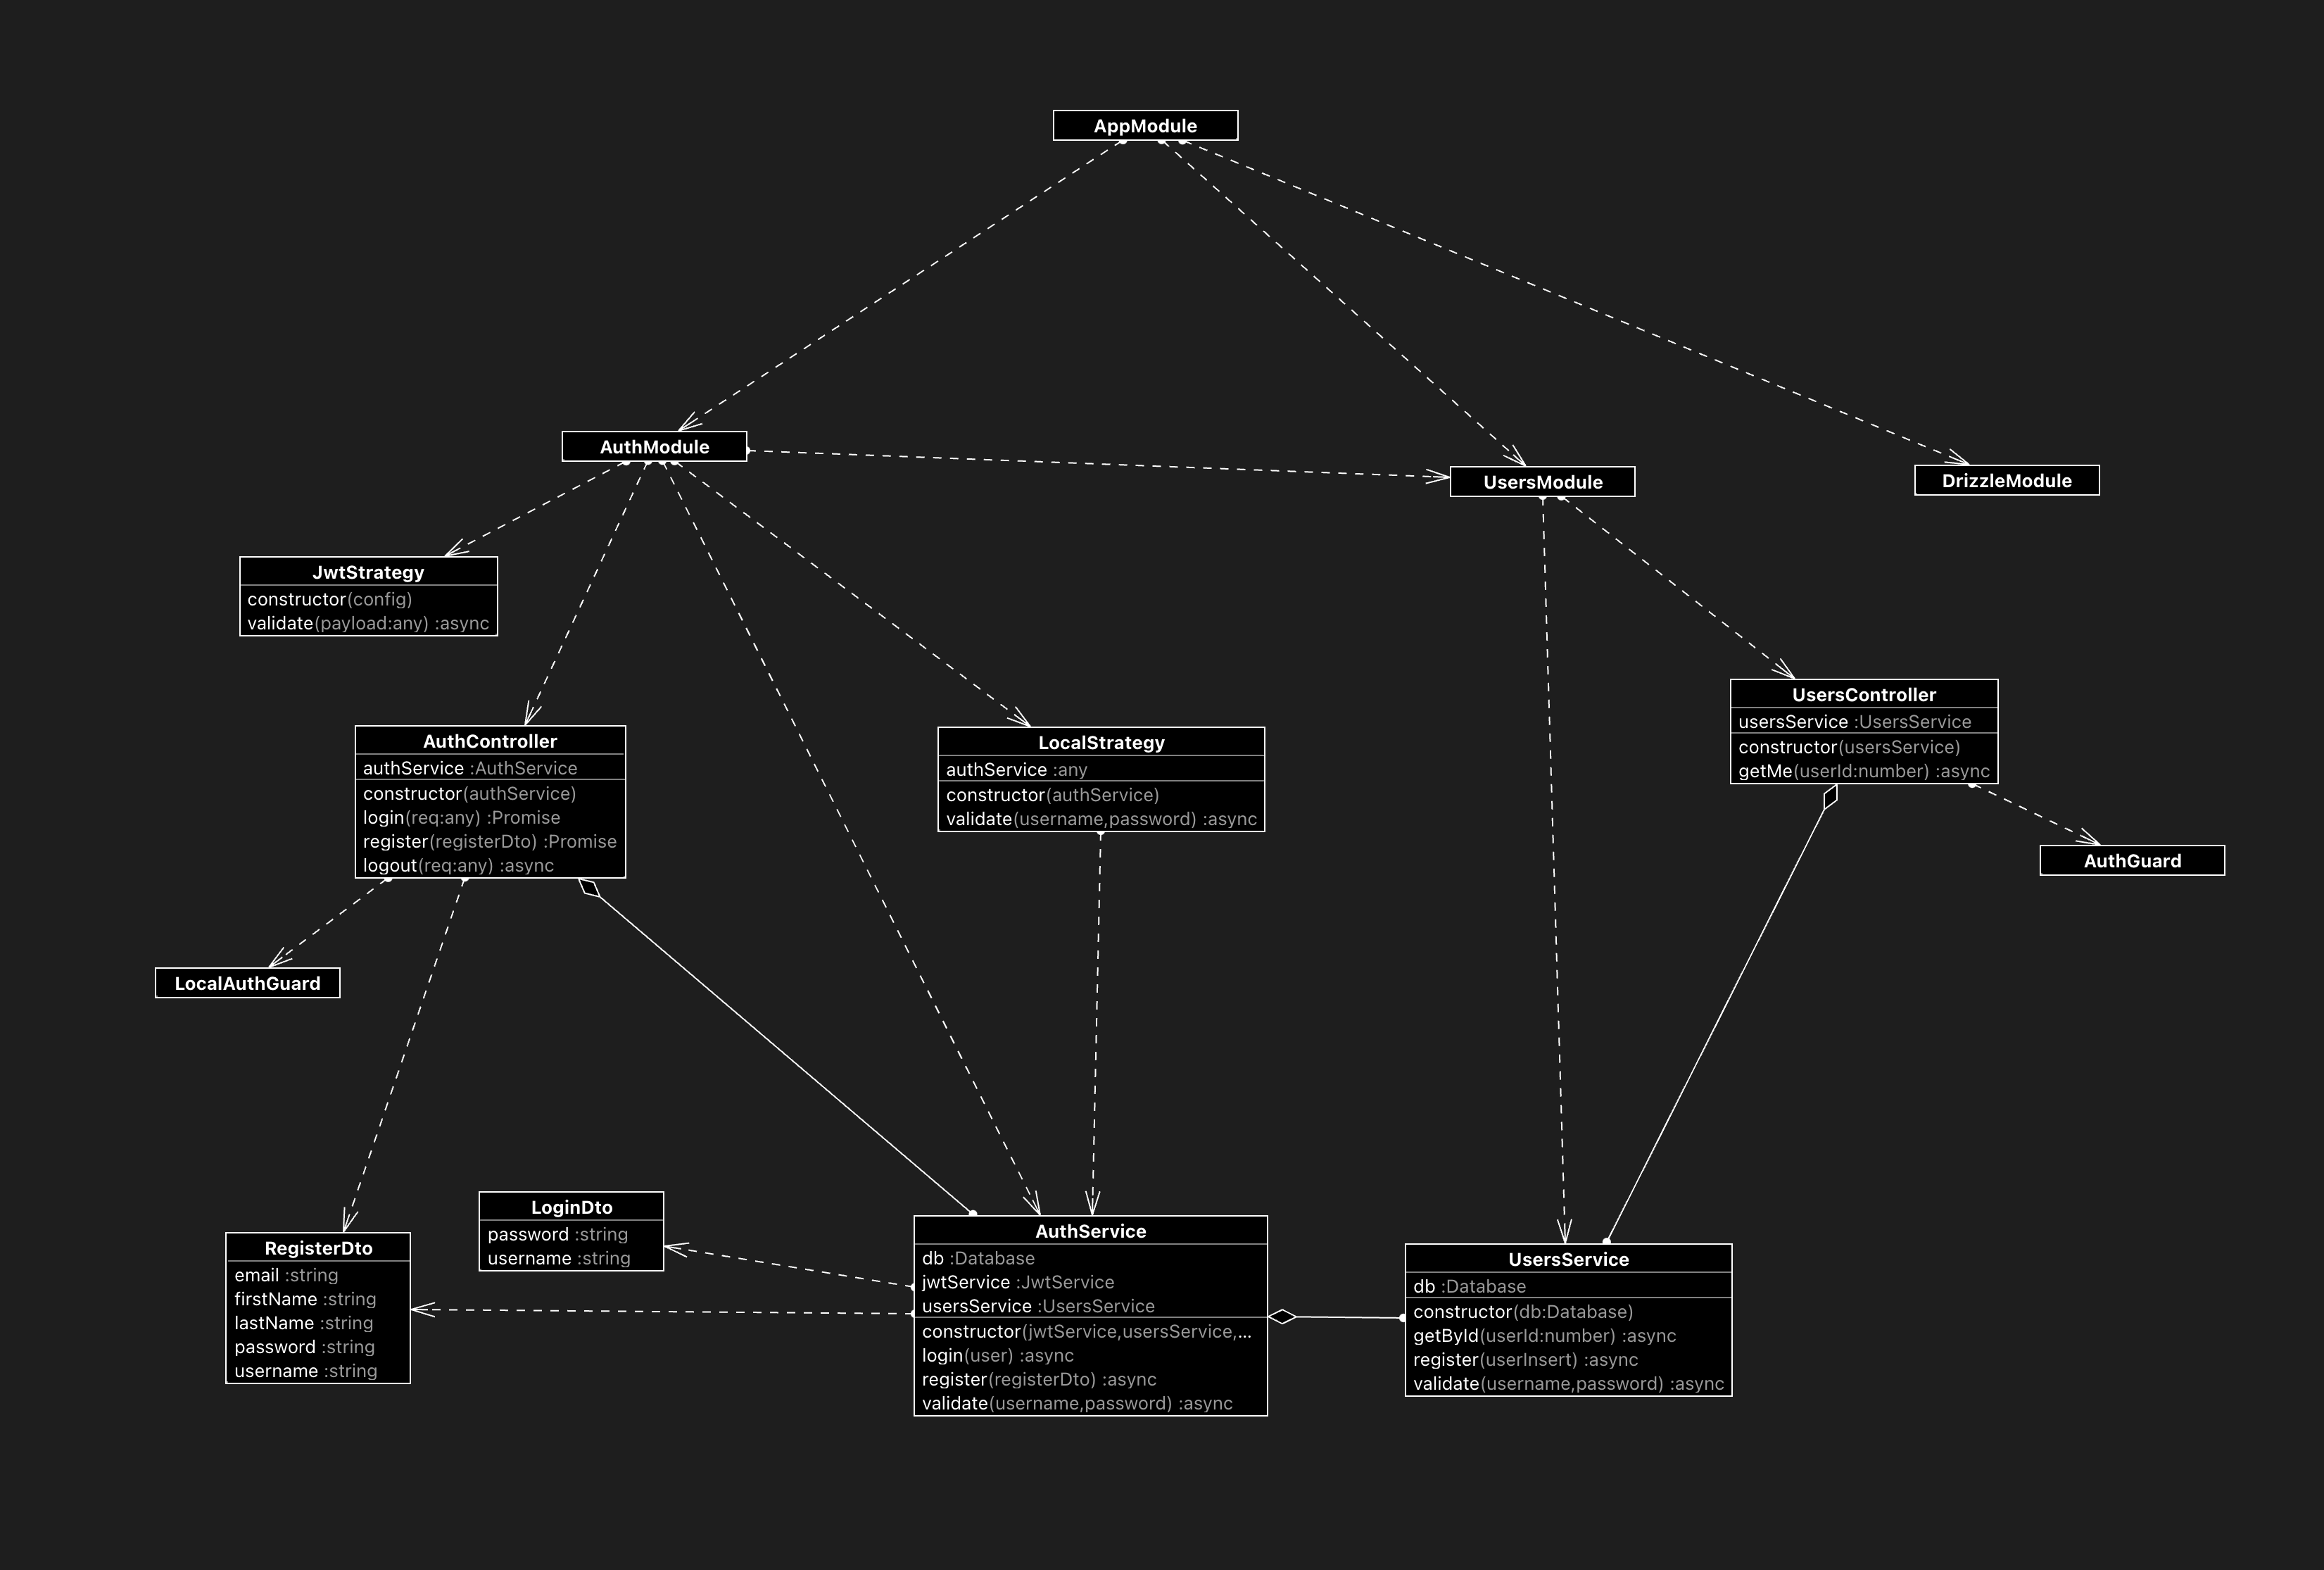 AppModule
AuthModule
UsersModule
DrizzleModule
JwtStrategy
constructor(config)
validate(payload:any) :async
AuthController
authService :AuthService
constructor(authService)
login(req:any) :Promise
register(registerDto) :Promise
logout(req:any) :async
LocalStrategy
authService :any
constructor(authService)
validate(username,password) :async
UsersController
usersService :UsersService
constructor(usersService)
getMe(userId:number) :async
AuthGuard
LocalAuthGuard
RegisterDto
email :string
firstName :string
lastName :string
password :string
username :string
LoginDto
password :string
username :string
AuthService
db :Database
jwtService :JwtService
usersService :UsersService
constructor(jwtService,usersService,...
login(user) :async
register(registerDto) :async
validate(username,password) :async
UsersService
db :Database
constructor(db:Database)
getById(userId:number) :async
register(userInsert) :async
validate(username,password) :async